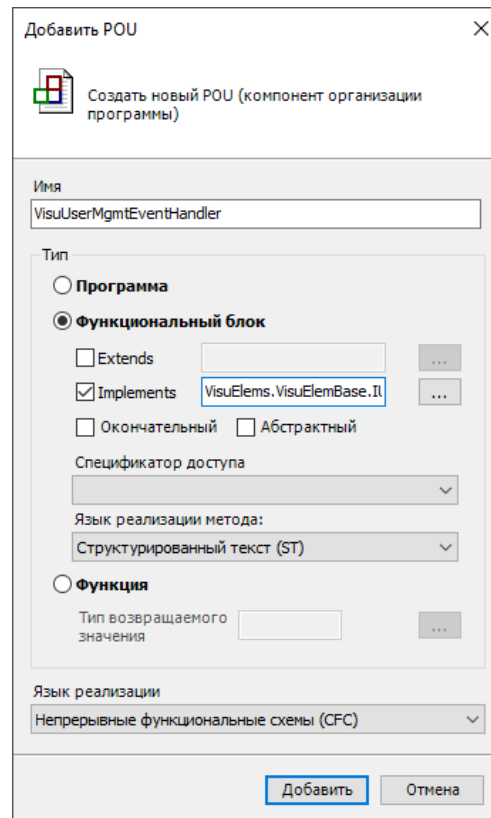 Добавить POU
Создать новый POU (компонент организации
программы)
Имя
VisuUserMgmtEventHandler
Тип
Программа
Функциональный блок
Extends
...
Implements VisuElems.VisuElemBase.IU ...
Окончательный Абстрактный
Спецификатор доступа
Язык реализации метода:
Структурированный текст (ST)
Функция
Тип возвращаемого
значения
...
Язык реализации
Непрерывные функциональные схемы (CFC)
Добавить Отмена